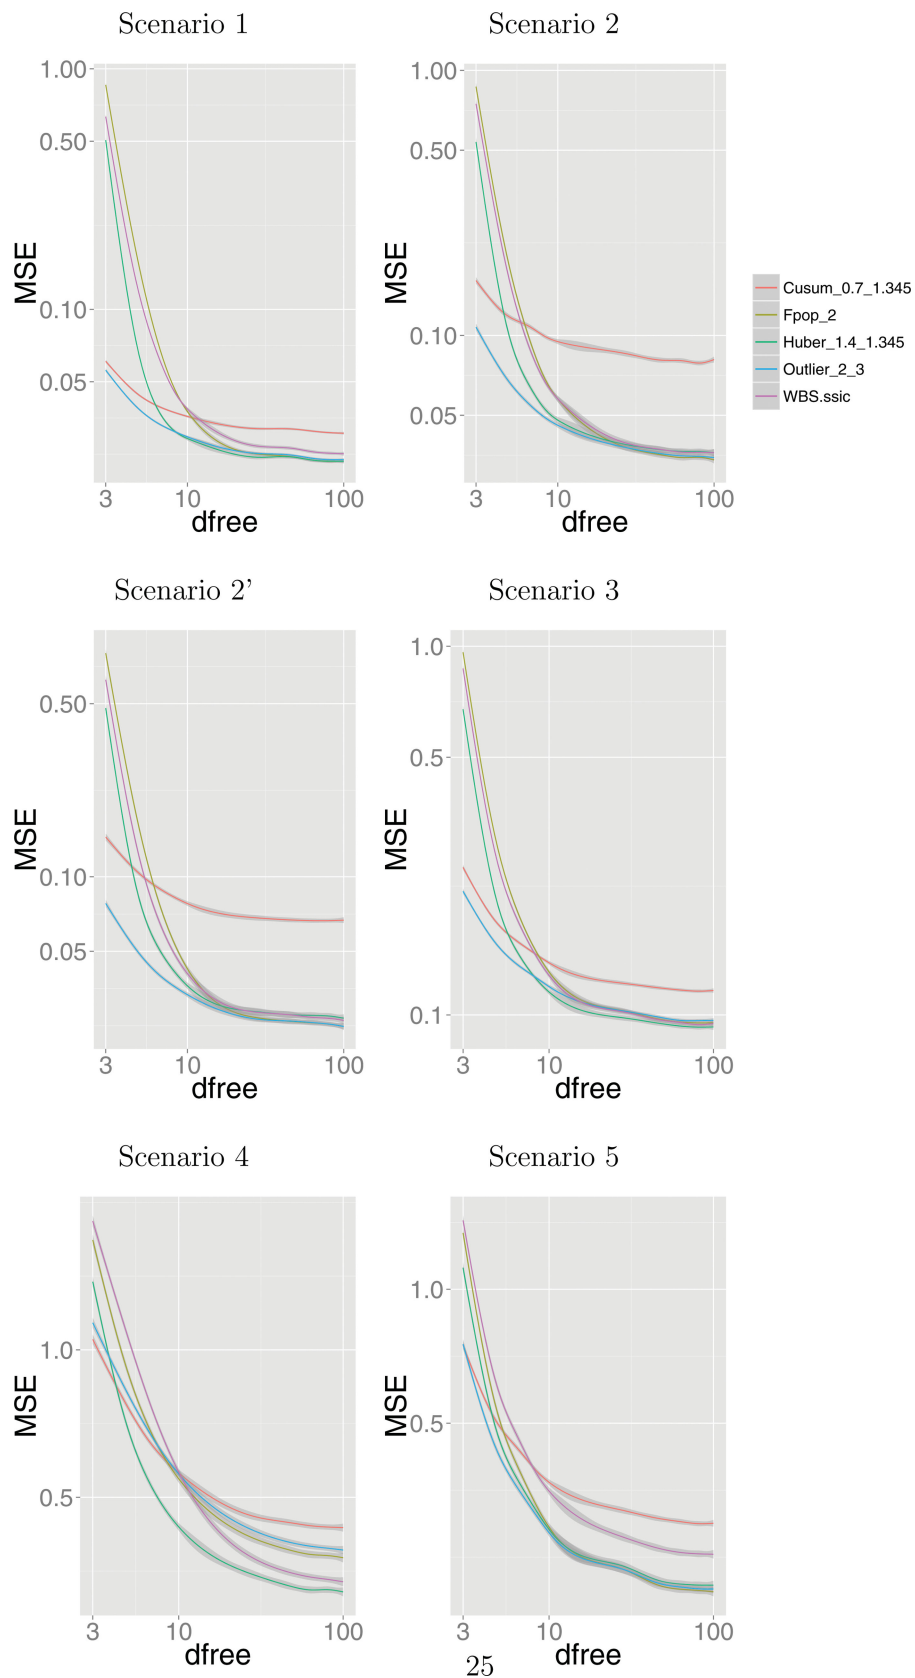 Scenario 1
1.00
0.50
0.10
0.05
MSE
3 10 100
dfree
Scenario 2
1.00
0.50
0.10
0.05
MSE
3 10 100
dfree
Cusum_0.7_1.345
Fpop_2
Huber_1.4_1.345
Outlier_2_3
WBS.ssic
Scenario 2'
0.50
0.10
0.05
MSE
3 10 100
dfree
Scenario 3
1.0
0.5
0.1
MSE
3 10 100
dfree
Scenario 4
1.0
0.5
MSE
3 10 100
dfree
Scenario 5
1.0
0.5
MSE
3 10 100
dfree
25